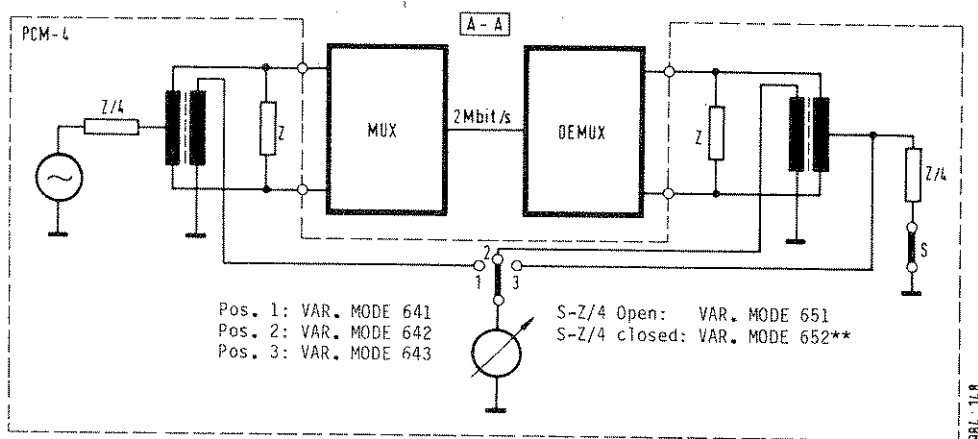 PCM-4
A-A
Z/4
Z
MUX
2Mbit/s
DEMUX
Z
Z/4
S
2
1
3
Pos. 1: VAR. MODE 641
Pos. 2: VAR. MODE 642
Pos. 3: VAR. MODE 643
S-Z/4 Open: VAR. MODE 651
S-Z/4 closed: VAR. MODE 652**